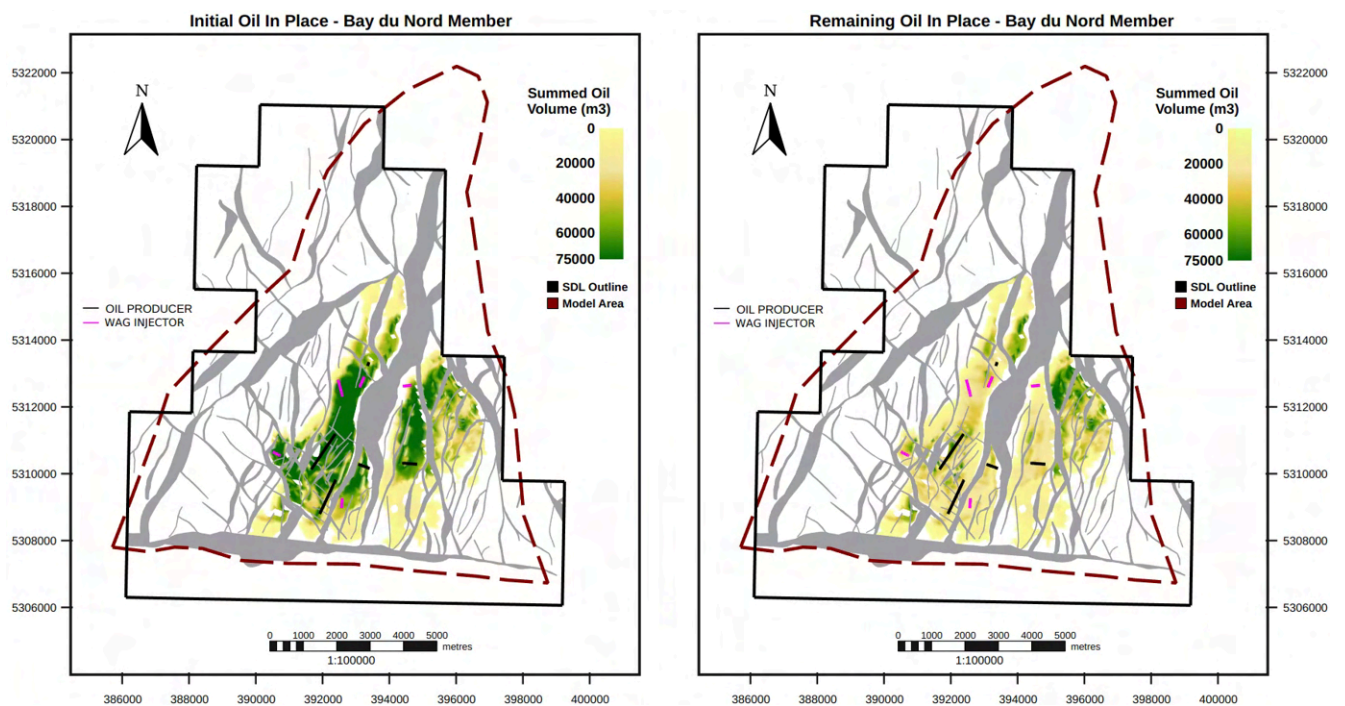 Initial Oil In Place - Bay du Nord Member
N
Summed Oil
Volume (m3)
0
20000
40000
60000
75000
SDL Outline
Model Area
OIL PRODUCER
WAG INJECTOR
5322000
5320000
5318000
5316000
5314000
5312000
5310000
5308000
5306000
0 1000 2000 3000 4000 5000
metres
1:100000
386000 388000 390000 392000 394000 396000 398000 400000
Remaining Oil In Place - Bay du Nord Member
N
Summed Oil
Volume (m3)
0
20000
40000
60000
75000
SDL Outline
Model Area
OIL PRODUCER
WAG INJECTOR
5322000
5320000
5318000
5316000
5314000
5312000
5310000
5308000
5306000
0 1000 2000 3000 4000 5000
metres
1:100000
386000 388000 390000 392000 394000 396000 398000 400000